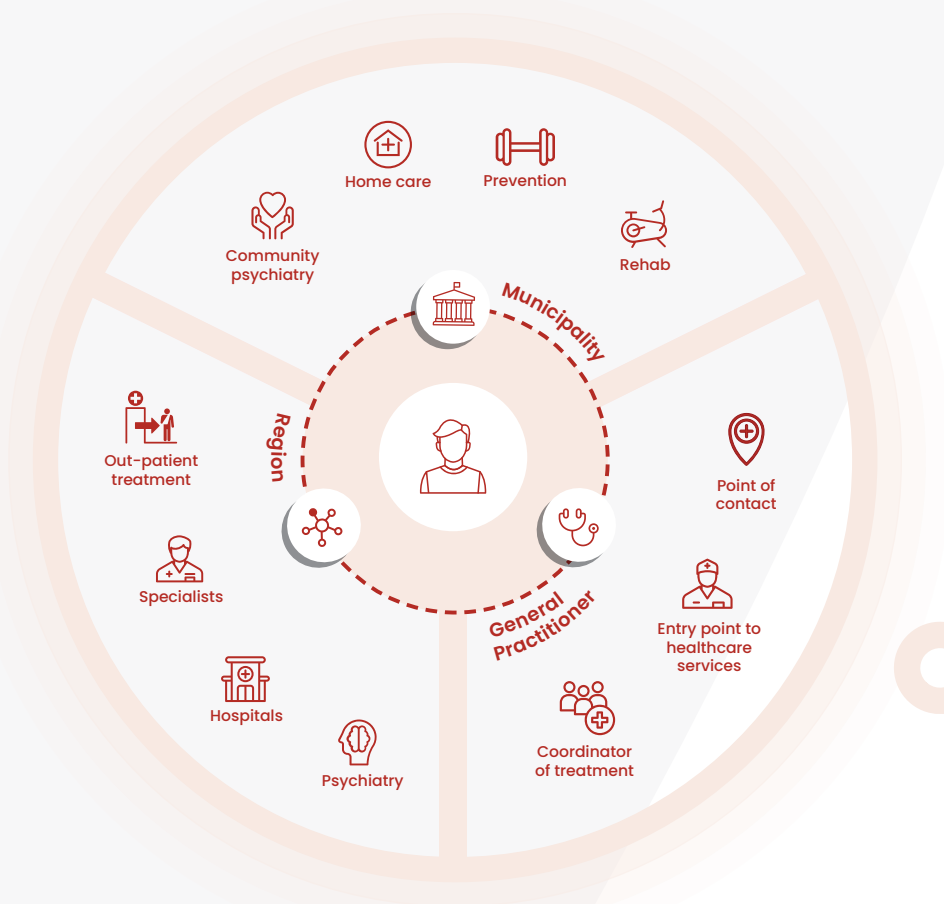 Home care
Prevention
Community
psychiatry
Rehab
Municipality
Region
Out-patient
treatment
Point of
contact
Specialists
General
Practitioner
Entry point to
healthcare
services
Hospitals
Psychiatry
Coordinator
of treatment